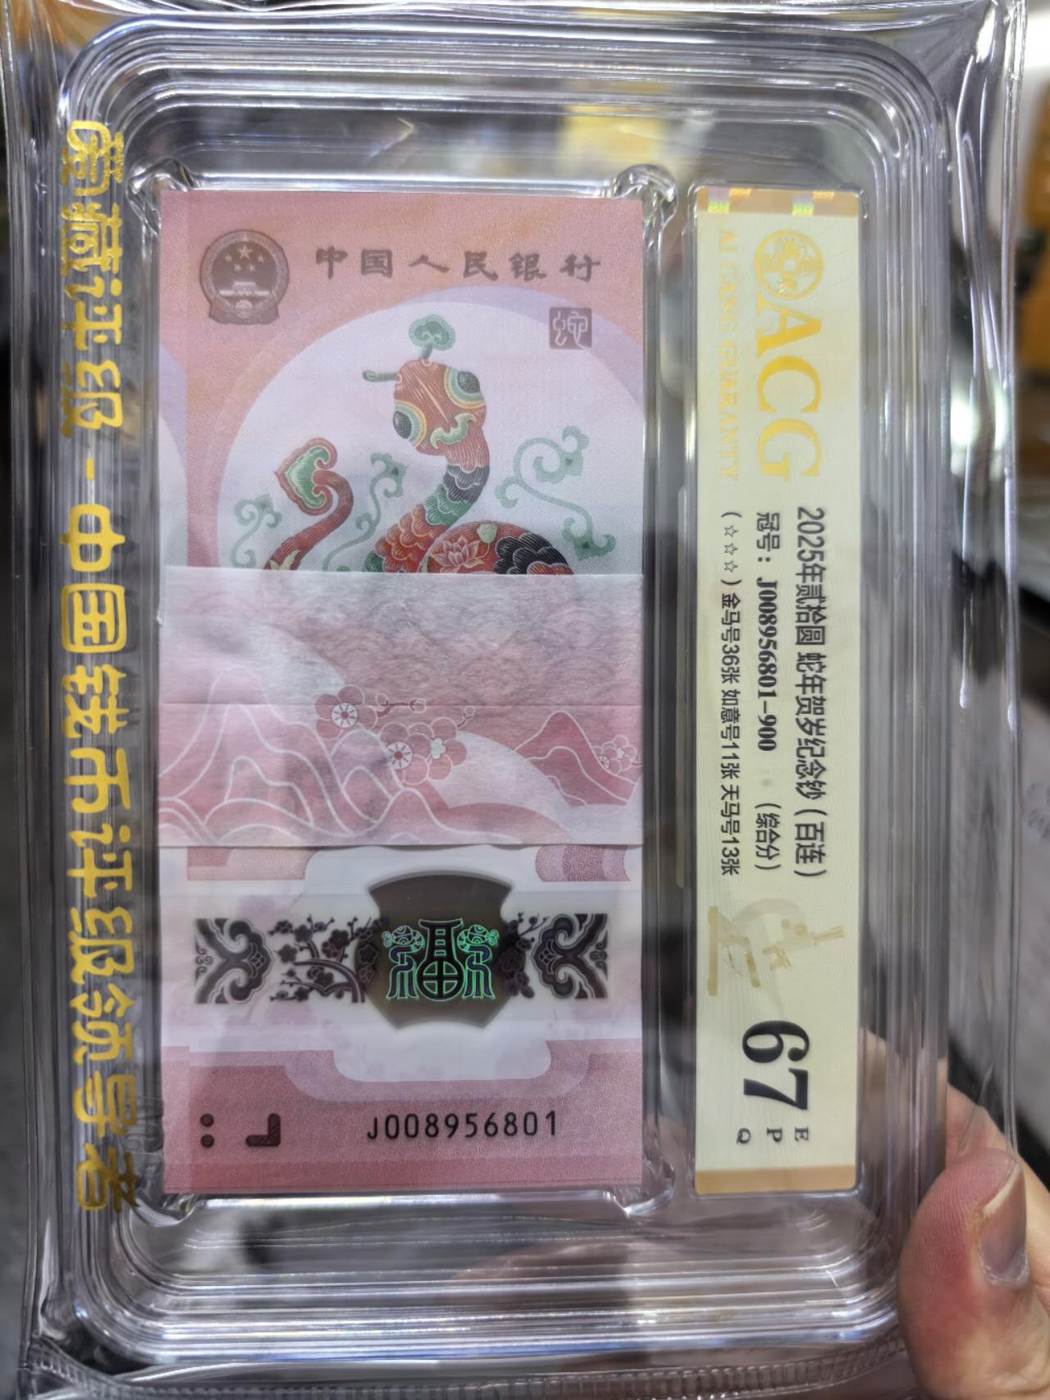 爱藏评级-中国钱币评级领导者
中国人民银行
J008956801
ACG
AI CANG GUARANTY
2025年贰拾圆 蛇年贺岁纪念钞（百连）
冠号：J008956801-900 （综合分）
（☆☆☆）金马号36张 如意号11张 天马号13张
67
E
P
Q